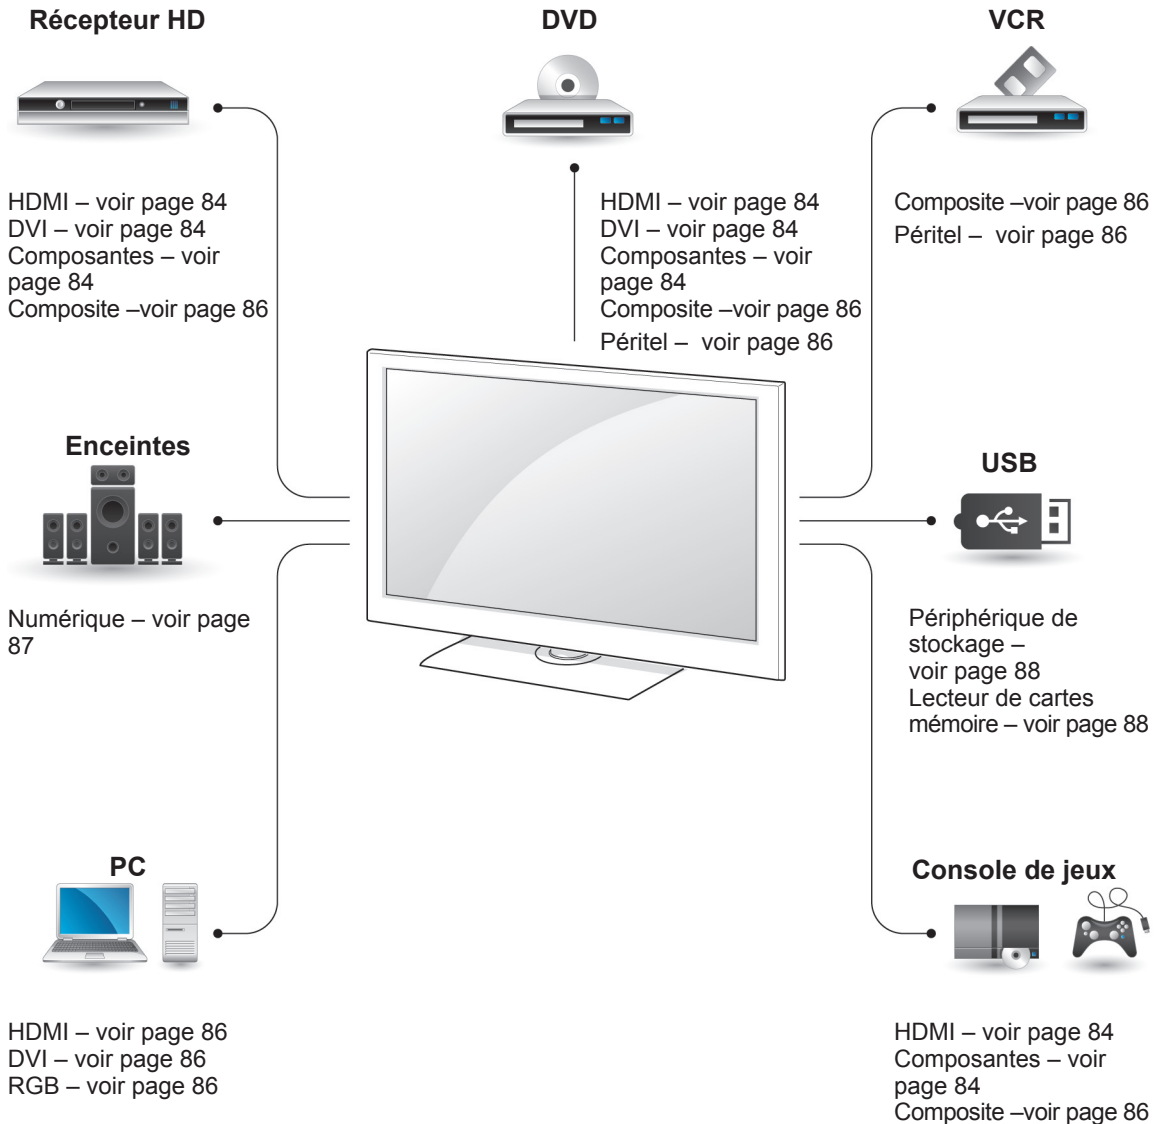 Récepteur HD
HDMI – voir page 84
DVI – voir page 84
Composantes – voir
page 84
Composite –voir page 86
DVD
HDMI – voir page 84
DVI – voir page 84
Composantes – voir
page 84
Composite –voir page 86
Péritel – voir page 86
VCR
Composite –voir page 86
Péritel – voir page 86
Enceintes
Numérique – voir page
87
USB
Périphérique de
stockage –
voir page 88
Lecteur de cartes
mémoire – voir page 88
PC
HDMI – voir page 86
DVI – voir page 86
RGB – voir page 86
Console de jeux
HDMI – voir page 84
Composantes – voir
page 84
Composite –voir page 86